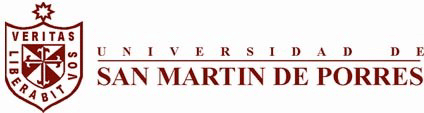 VERITAS
LIBERABIT
VOS
UNIVERSIDAD DE
SAN MARTIN DE PORRES